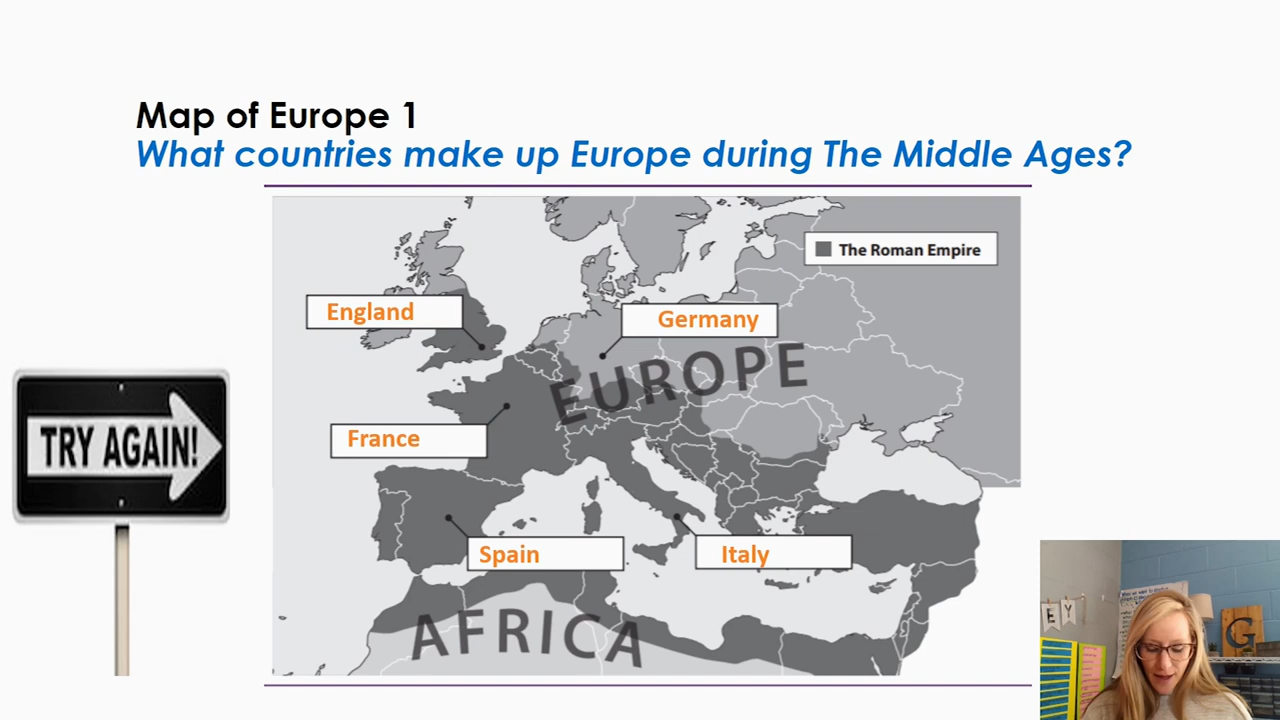 Map of Europe 1
What countries make up Europe during The Middle Ages?
The Roman Empire
England
Germany
EUROPE
TRY AGAIN!
France
Spain
Italy
AFRICA
EY
G